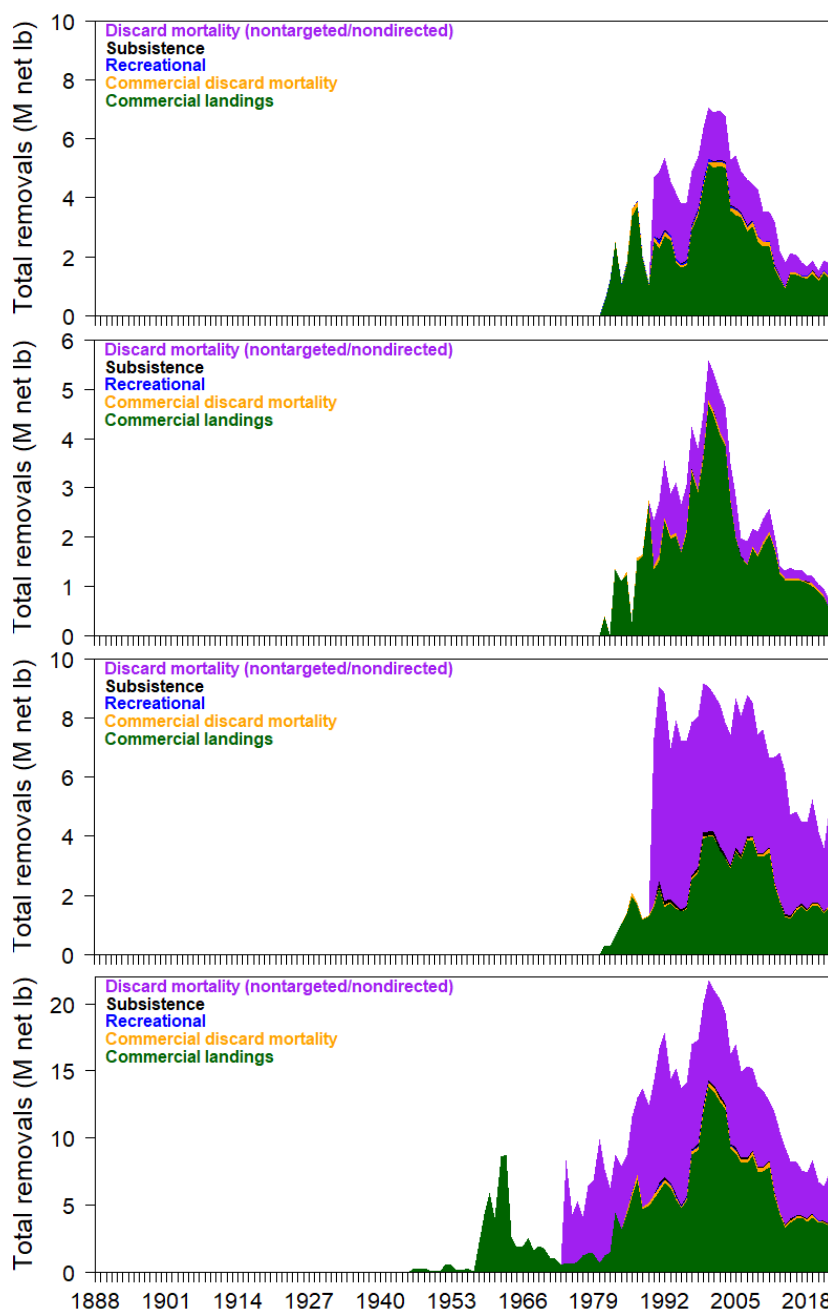 Total removals (M net lb)
10
8
6
4
2
0
Discard mortality (nontargeted/nondirected)
Subsistence
Recreational
Commercial discard mortality
Commercial landings
Total removals (M net lb)
6
5
4
3
2
1
0
Discard mortality (nontargeted/nondirected)
Subsistence
Recreational
Commercial discard mortality
Commercial landings
Total removals (M net lb)
10
8
6
4
2
0
Discard mortality (nontargeted/nondirected)
Subsistence
Recreational
Commercial discard mortality
Commercial landings
Total removals (M net lb)
20
15
10
5
0
Discard mortality (nontargeted/nondirected)
Subsistence
Recreational
Commercial discard mortality
Commercial landings
1888 1901 1914 1927 1940 1953 1966 1979 1992 2005 2018